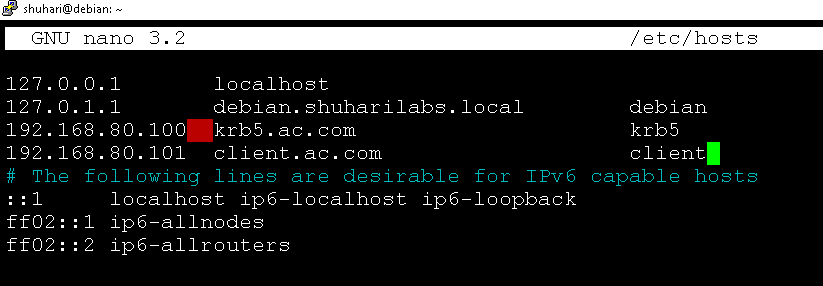 shuhari@debian: ~
GNU nano 3.2 /etc/hosts
127.0.0.1 localhost
127.0.1.1 debian.shuharilabs.local debian
192.168.80.100 krb5.ac.com krb5
192.168.80.101 client.ac.com client
# The following lines are desirable for IPv6 capable hosts
::1 localhost ip6-localhost ip6-loopback
ff02::1 ip6-allnodes
ff02::2 ip6-allrouters